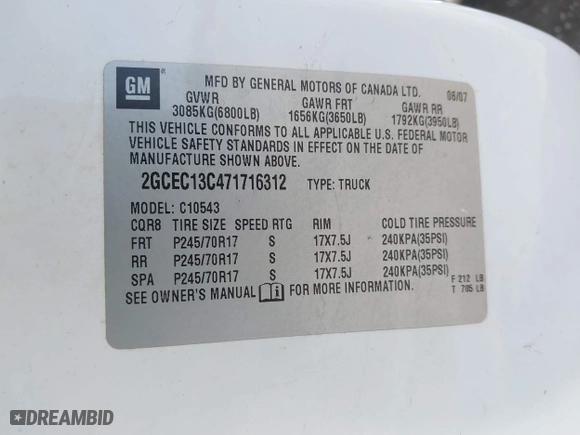 GM
MFD BY GENERAL MOTORS OF CANADA LTD. 06/07
GVWR GAWR FRT GAWR RR
3085KG(6800LB) 1656KG(3650LB) 1792KG(3950LB)
THIS VEHICLE CONFORMS TO ALL APPLICABLE U.S. FEDERAL MOTOR
VEHICLE SAFETY STANDARDS IN EFFECT ON THE DATE OF
MANUFACTURE SHOWN ABOVE.
2GCEC13C471716312 TYPE: TRUCK
MODEL: C10543
CQR8 TIRE SIZE SPEED RTG RIM COLD TIRE PRESSURE
FRT P245/70R17 S 17X7.5J 240KPA(35PSI)
RR P245/70R17 S 17X7.5J 240KPA(35PSI)
SPA P245/70R17 S 17X7.5J 240KPA(35PSI)
F 212 LB
SEE OWNER'S MANUAL FOR MORE INFORMATION. T 785 LB
DREAMBID